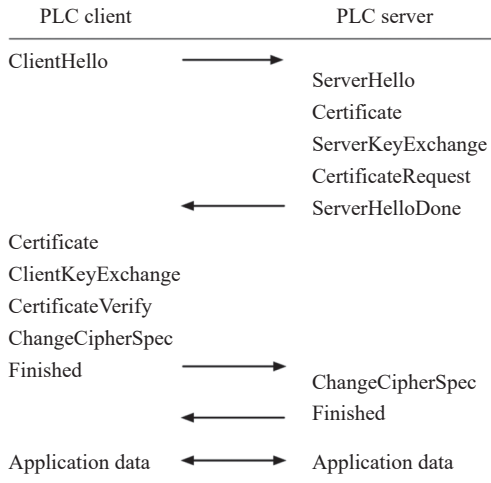 PLC client PLC server
ClientHello
ServerHello
Certificate
ServerKeyExchange
CertificateRequest
ServerHelloDone
Certificate
ClientKeyExchange
CertificateVerify
ChangeCipherSpec
Finished
ChangeCipherSpec
Finished
Application data Application data